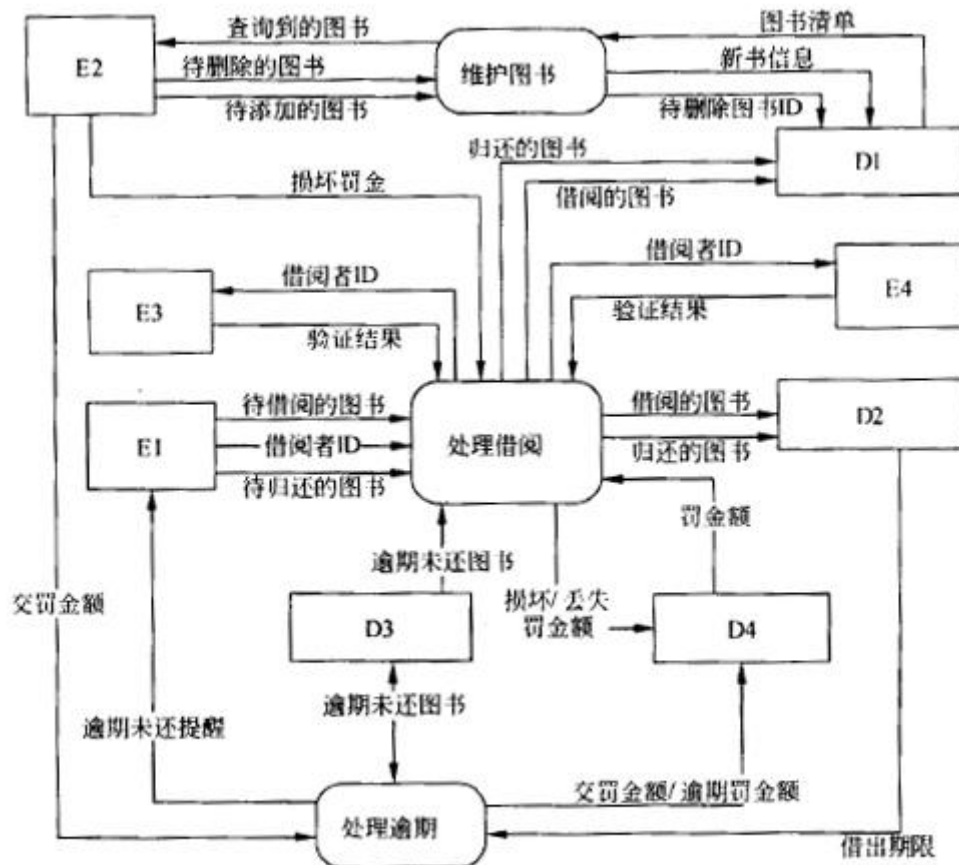 图书清单
查询到的图书
E2
维护图书
新书信息
待删除的图书
待添加的图书
待删除图书ID
归还的图书
D1
损坏罚金
借阅的图书
借阅者ID
借阅者ID
E3
E4
验证结果
验证结果
待借阅的图书
借阅的图书
E1
借阅者ID
处理借阅
D2
待归还的图书
归还的图书
罚金额
逾期未还图书
交罚金额
损坏/丢失
罚金额
D3
D4
逾期未还图书
逾期未还提醒
交罚金额/逾期罚金额
处理逾期
借出期限